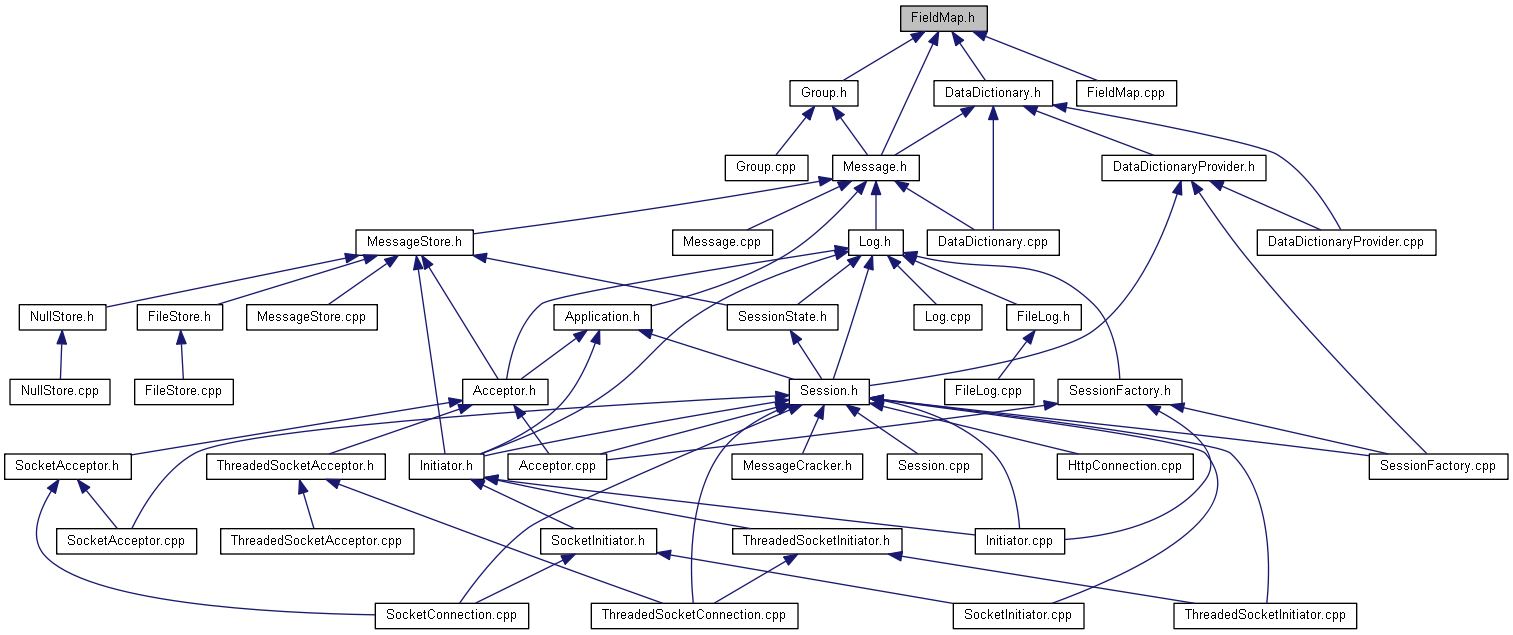 FieldMap.h
Group.h
DataDictionary.h
FieldMap.cpp
Group.cpp
Message.h
DataDictionaryProvider.h
MessageStore.h
Message.cpp
Log.h
DataDictionary.cpp
DataDictionaryProvider.cpp
NullStore.h
FileStore.h
MessageStore.cpp
Application.h
SessionState.h
Log.cpp
FileLog.h
NullStore.cpp
FileStore.cpp
Acceptor.h
Session.h
FileLog.cpp
SessionFactory.h
SocketAcceptor.h
ThreadedSocketAcceptor.h
Initiator.h
Acceptor.cpp
MessageCracker.h
Session.cpp
HttpConnection.cpp
SessionFactory.cpp
SocketAcceptor.cpp
ThreadedSocketAcceptor.cpp
SocketInitiator.h
ThreadedSocketInitiator.h
Initiator.cpp
SocketConnection.cpp
ThreadedSocketConnection.cpp
SocketInitiator.cpp
ThreadedSocketInitiator.cpp